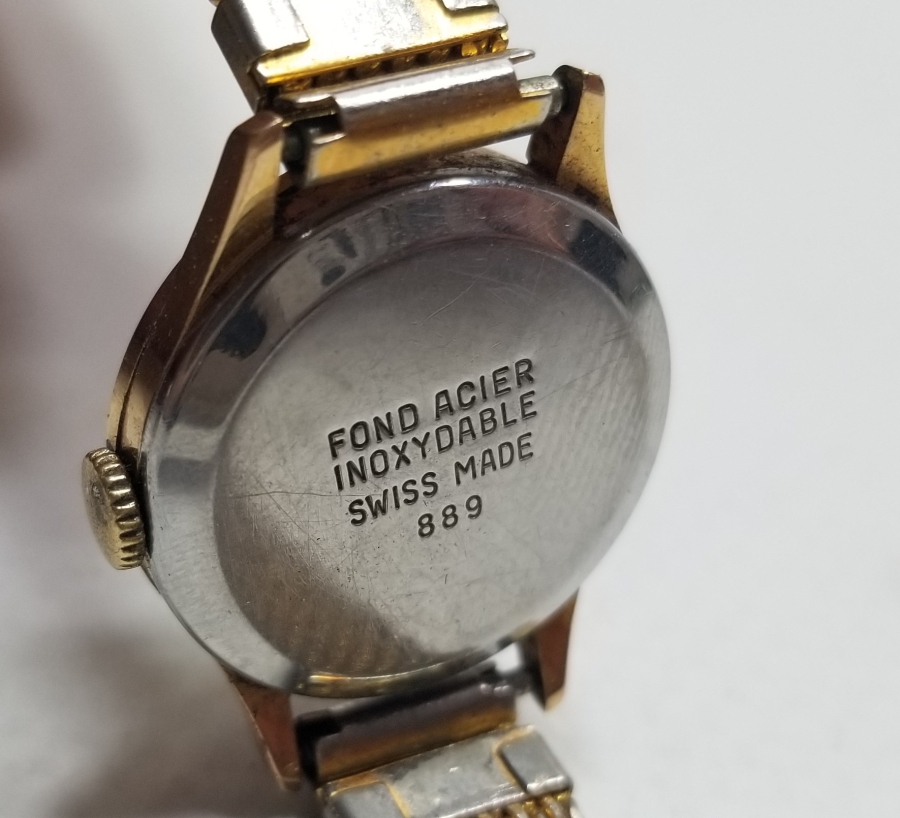 FOND ACIER
INOXYDABLE
SWISS MADE
889